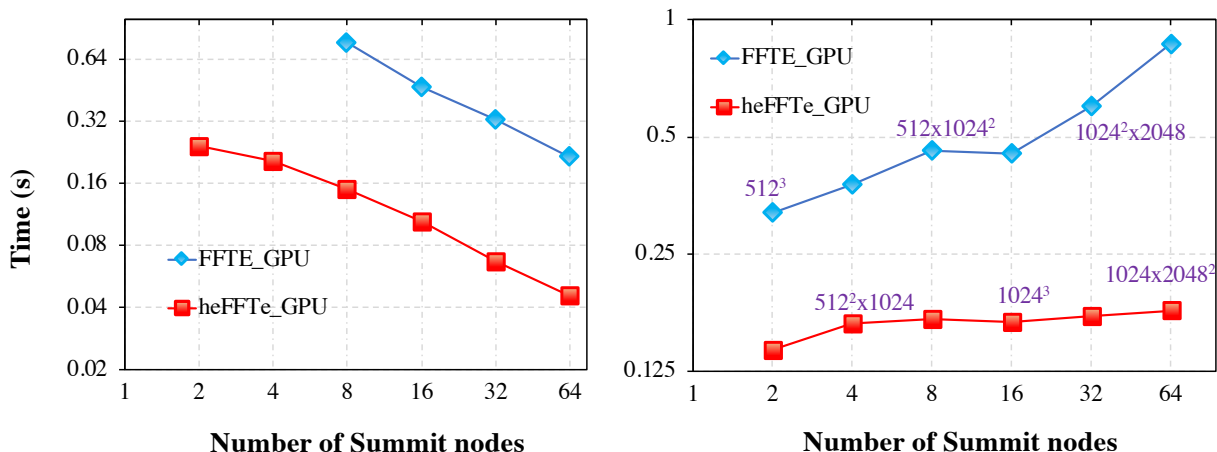 0.64
0.32
0.16
0.08
0.04
0.02
Time (s)
FFTE_GPU
heFFTe_GPU
1 2 4 8 16 32 64
Number of Summit nodes
1
0.5
0.25
0.125
FFTE_GPU
heFFTe_GPU
512³
512x1024²
1024²x2048
512²x1024
1024³
1024x2048²
1 2 4 8 16 32 64
Number of Summit nodes